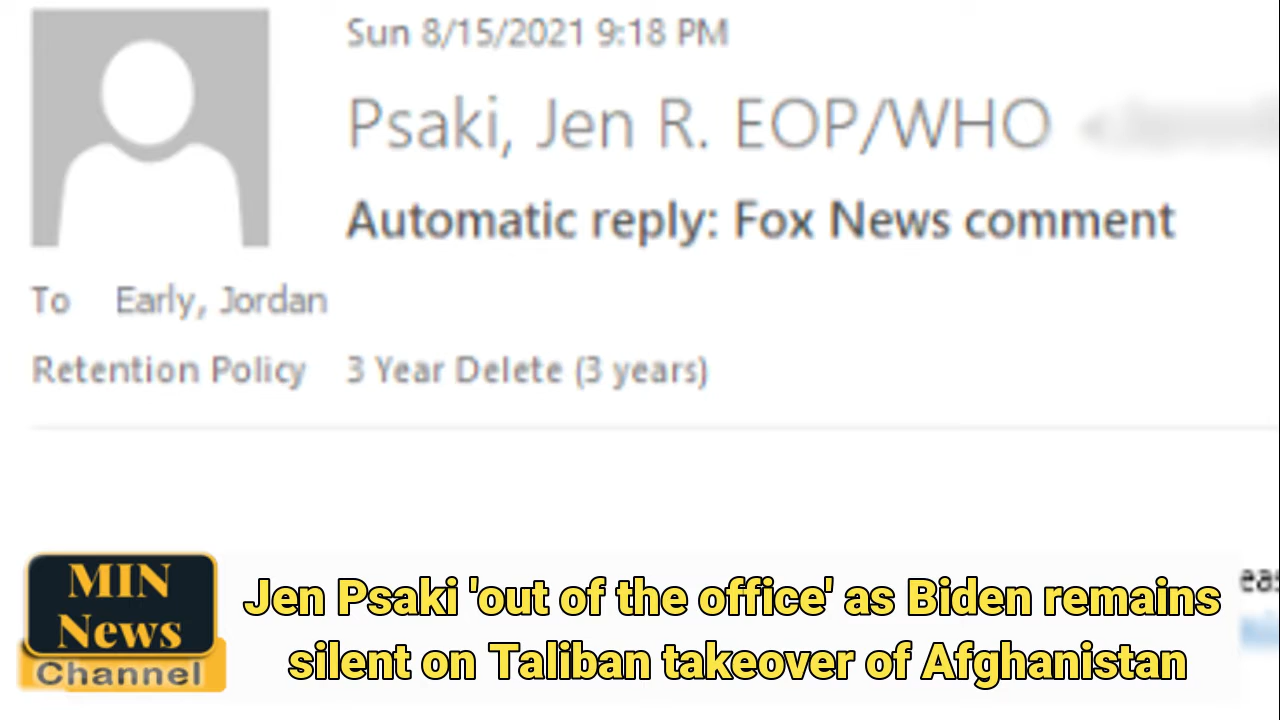 Sun 8/15/2021 9:18 PM
Psaki, Jen R. EOP/WHO
Automatic reply: Fox News comment
To Early, Jordan
Retention Policy 3 Year Delete (3 years)
MIN
News
Channel
Jen Psaki 'out of the office' as Biden remains
silent on Taliban takeover of Afghanistan